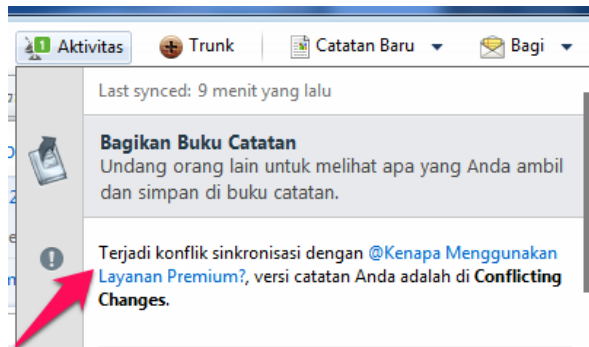 Aktivitas Trunk Catatan Baru Bagi
Last synced: 9 menit yang lalu
Bagikan Buku Catatan
Undang orang lain untuk melihat apa yang Anda ambil
dan simpan di buku catatan.
Terjadi konflik sinkronisasi dengan @Kenapa Menggunakan
Layanan Premium?, versi catatan Anda adalah di Conflicting
Changes.